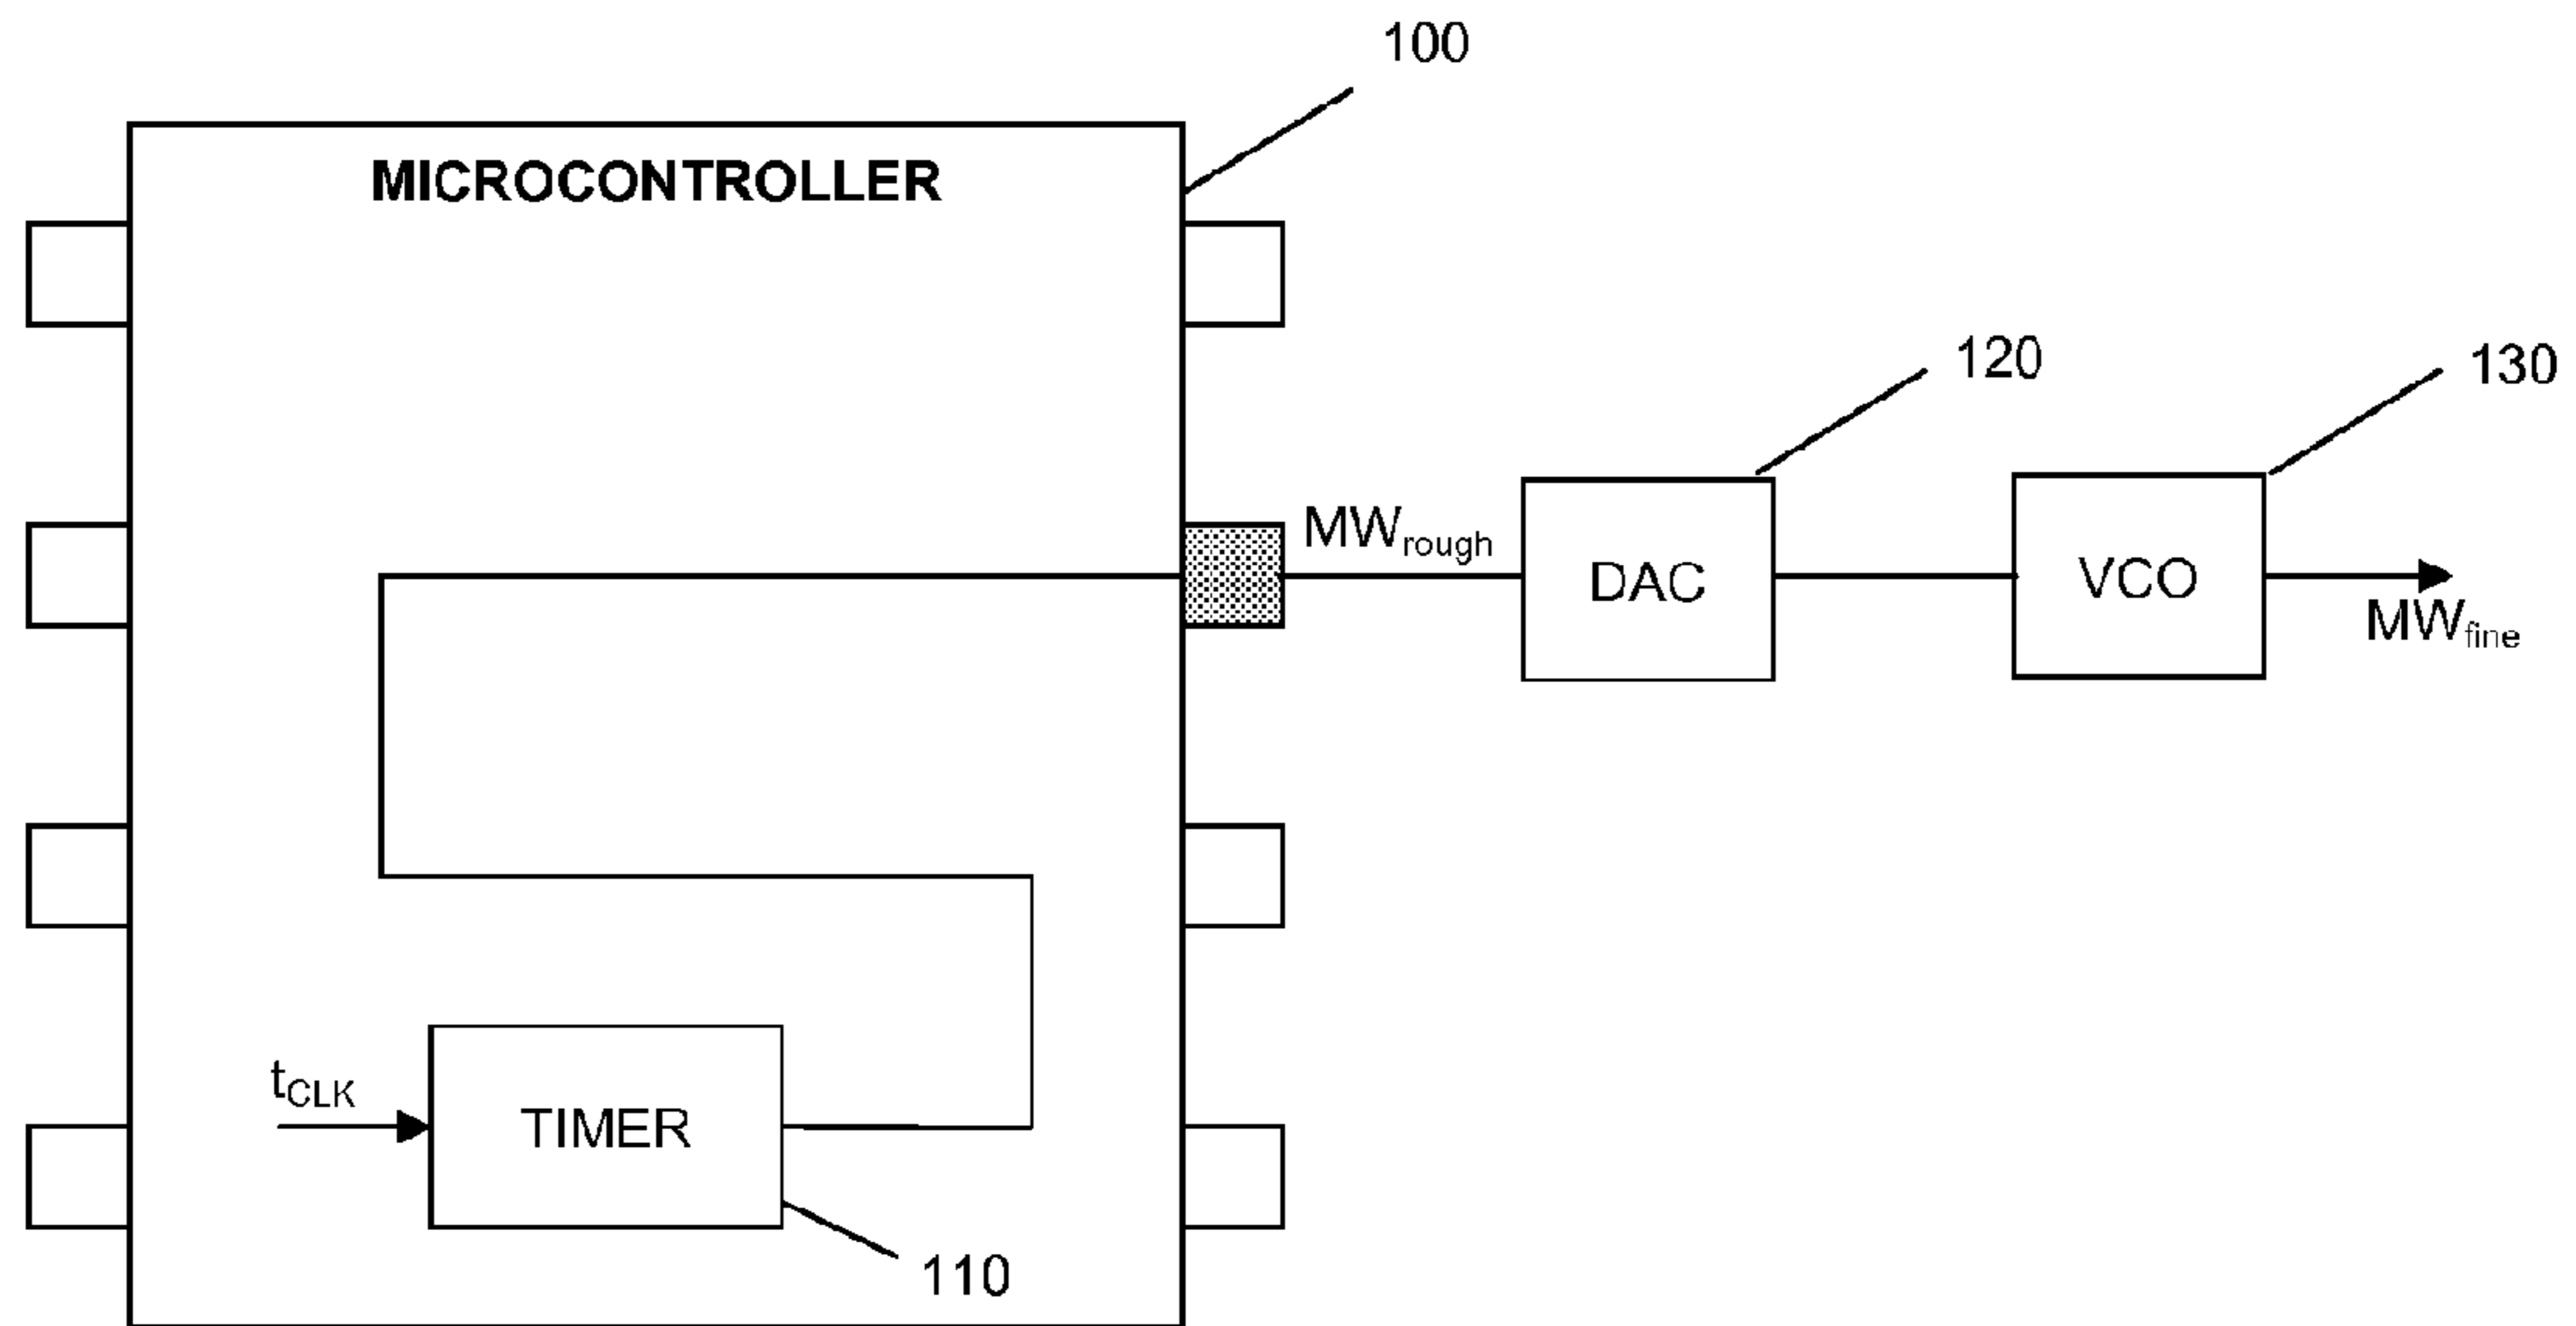 100
MICROCONTROLLER
120
130
MWrough
DAC
VCO
MWfine
tCLK
TIMER
110